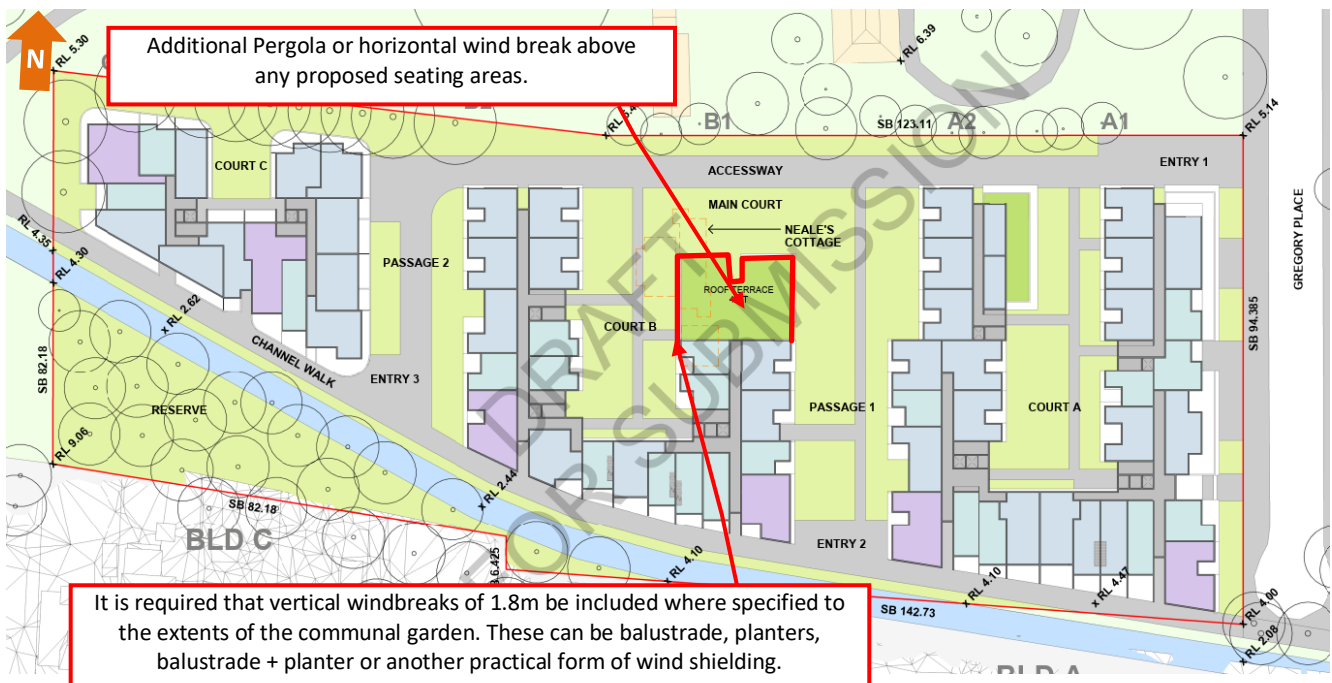 N
x RL 5.30
Additional Pergola or horizontal wind break above
any proposed seating areas.
x RL 6.39
B1
SB 123.11
A2
A1
x RL 5.14
COURT C
ACCESSWAY
ENTRY 1
MAIN COURT
NEALE'S
COTTAGE
GREGORY PLACE
RL 4.35 x
x RL 4.30
PASSAGE 2
ROOF TERRACE
x RL 2.62
COURT B
SB 94.385
CHANNEL WALK
SB 82.18
ENTRY 3
RESERVE
PASSAGE 1
COURT A
DRAFT
FOR SUBMISSION
x RL 9.06
x RL 2.44
SB 82.18
BLD C
ENTRY 2
6.425
x RL 4.10
x RL 4.10
x RL 4.47
x RL 4.00
SB 142.73
x RL 2.08
It is required that vertical windbreaks of 1.8m be included where specified to
the extents of the communal garden. These can be balustrade, planters,
balustrade + planter or another practical form of wind shielding.
BLD A